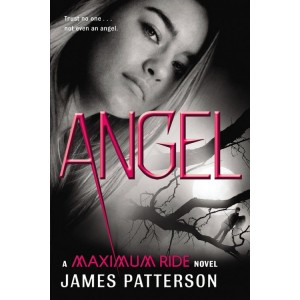 Trust no one . . .
not even an angel.
ANGEL
A MAXIMUM RIDE NOVEL
JAMES PATTERSON